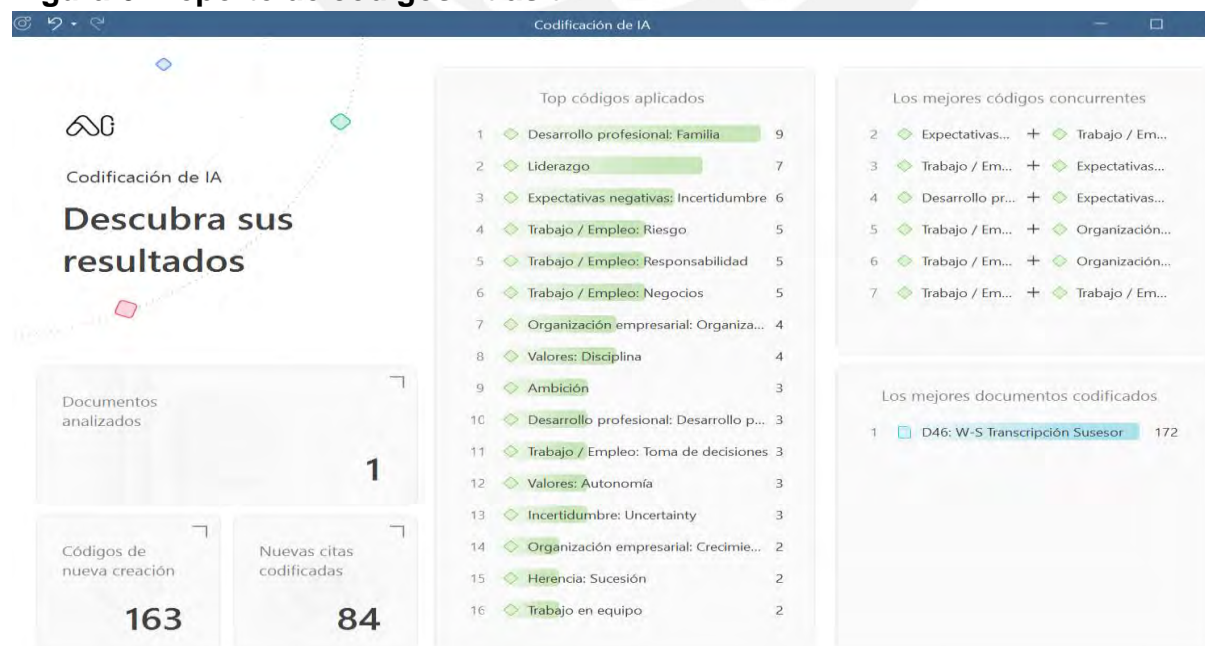 Codificación de IA
Codificación de IA
Descubra sus
resultados
Documentos
analizados
1
Códigos de
nueva creación
163
Nuevas citas
codificadas
84
Top códigos aplicados
1 Desarrollo profesional: Familia 9
2 Liderazgo 7
3 Expectativas negativas: Incertidumbre 6
4 Trabajo / Empleo: Riesgo 5
5 Trabajo / Empleo: Responsabilidad 5
6 Trabajo / Empleo: Negocios 5
7 Organización empresarial: Organiza... 4
8 Valores: Disciplina 4
9 Ambición 3
10 Desarrollo profesional: Desarrollo p... 3
11 Trabajo / Empleo: Toma de decisiones 3
12 Valores: Autonomía 3
13 Incertidumbre: Uncertainty 3
14 Organización empresarial: Crecimie... 2
15 Herencia: Sucesión 2
16 Trabajo en equipo 2
Los mejores códigos concurrentes
2 Expectativas... + Trabajo / Em...
3 Trabajo / Em... + Expectativas...
4 Desarrollo pr... + Expectativas...
5 Trabajo / Em... + Organización...
6 Trabajo / Em... + Organización...
7 Trabajo / Em... + Trabajo / Em...
Los mejores documentos codificados
1 D46: W-S Transcripción Susesor 172